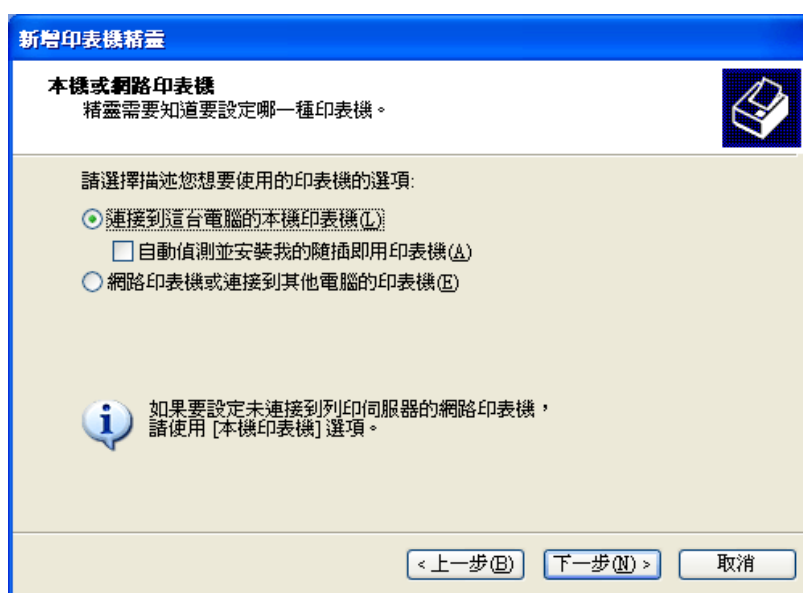 新增印表機精靈
本機或網路印表機
精靈需要知道要設定哪一種印表機。
請選擇描述您想要使用的印表機的選項:
連接到這台電腦的本機印表機(L)
自動偵測並安裝我的隨插即用印表機(A)
網路印表機或連接到其他電腦的印表機(E)
如果要設定未連接到列印伺服器的網路印表機，
請使用 [本機印表機] 選項。
< 上一步(B) 下一步(N) > 取消